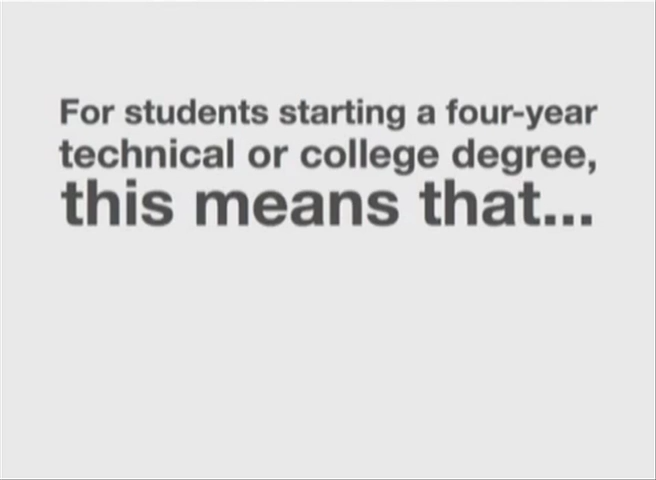 For students starting a four-year
technical or college degree,
this means that...